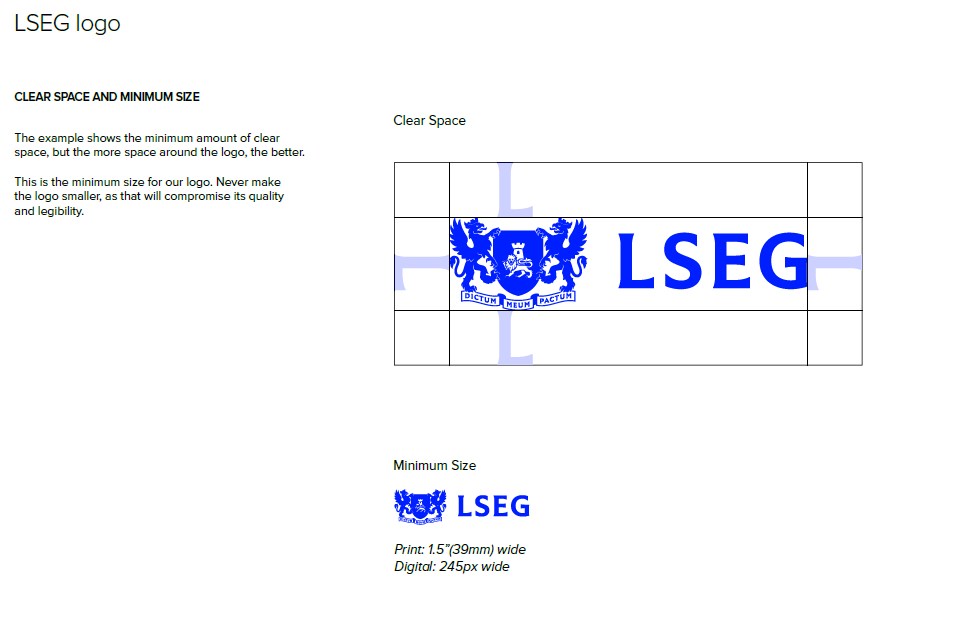 LSEG logo
CLEAR SPACE AND MINIMUM SIZE
The example shows the minimum amount of clear
space, but the more space around the logo, the better.
This is the minimum size for our logo. Never make
the logo smaller, as that will compromise its quality
and legibility.
Clear Space
L
L
LSEG
L
DICTUM MEUM PACTUM
L
Minimum Size
LSEG
Print: 1.5”(39mm) wide
Digital: 245px wide